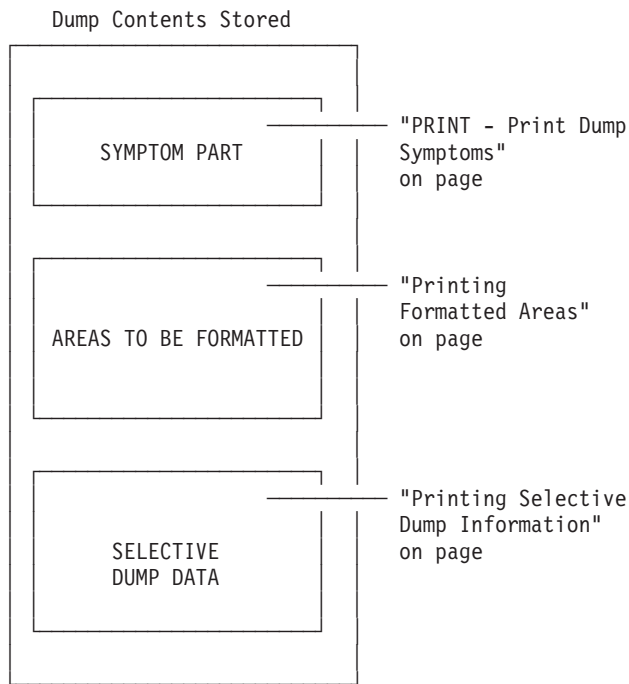 Dump Contents Stored
SYMPTOM PART
"PRINT - Print Dump
Symptoms"
on page
AREAS TO BE FORMATTED
"Printing
Formatted Areas"
on page
SELECTIVE
DUMP DATA
"Printing Selective
Dump Information"
on page